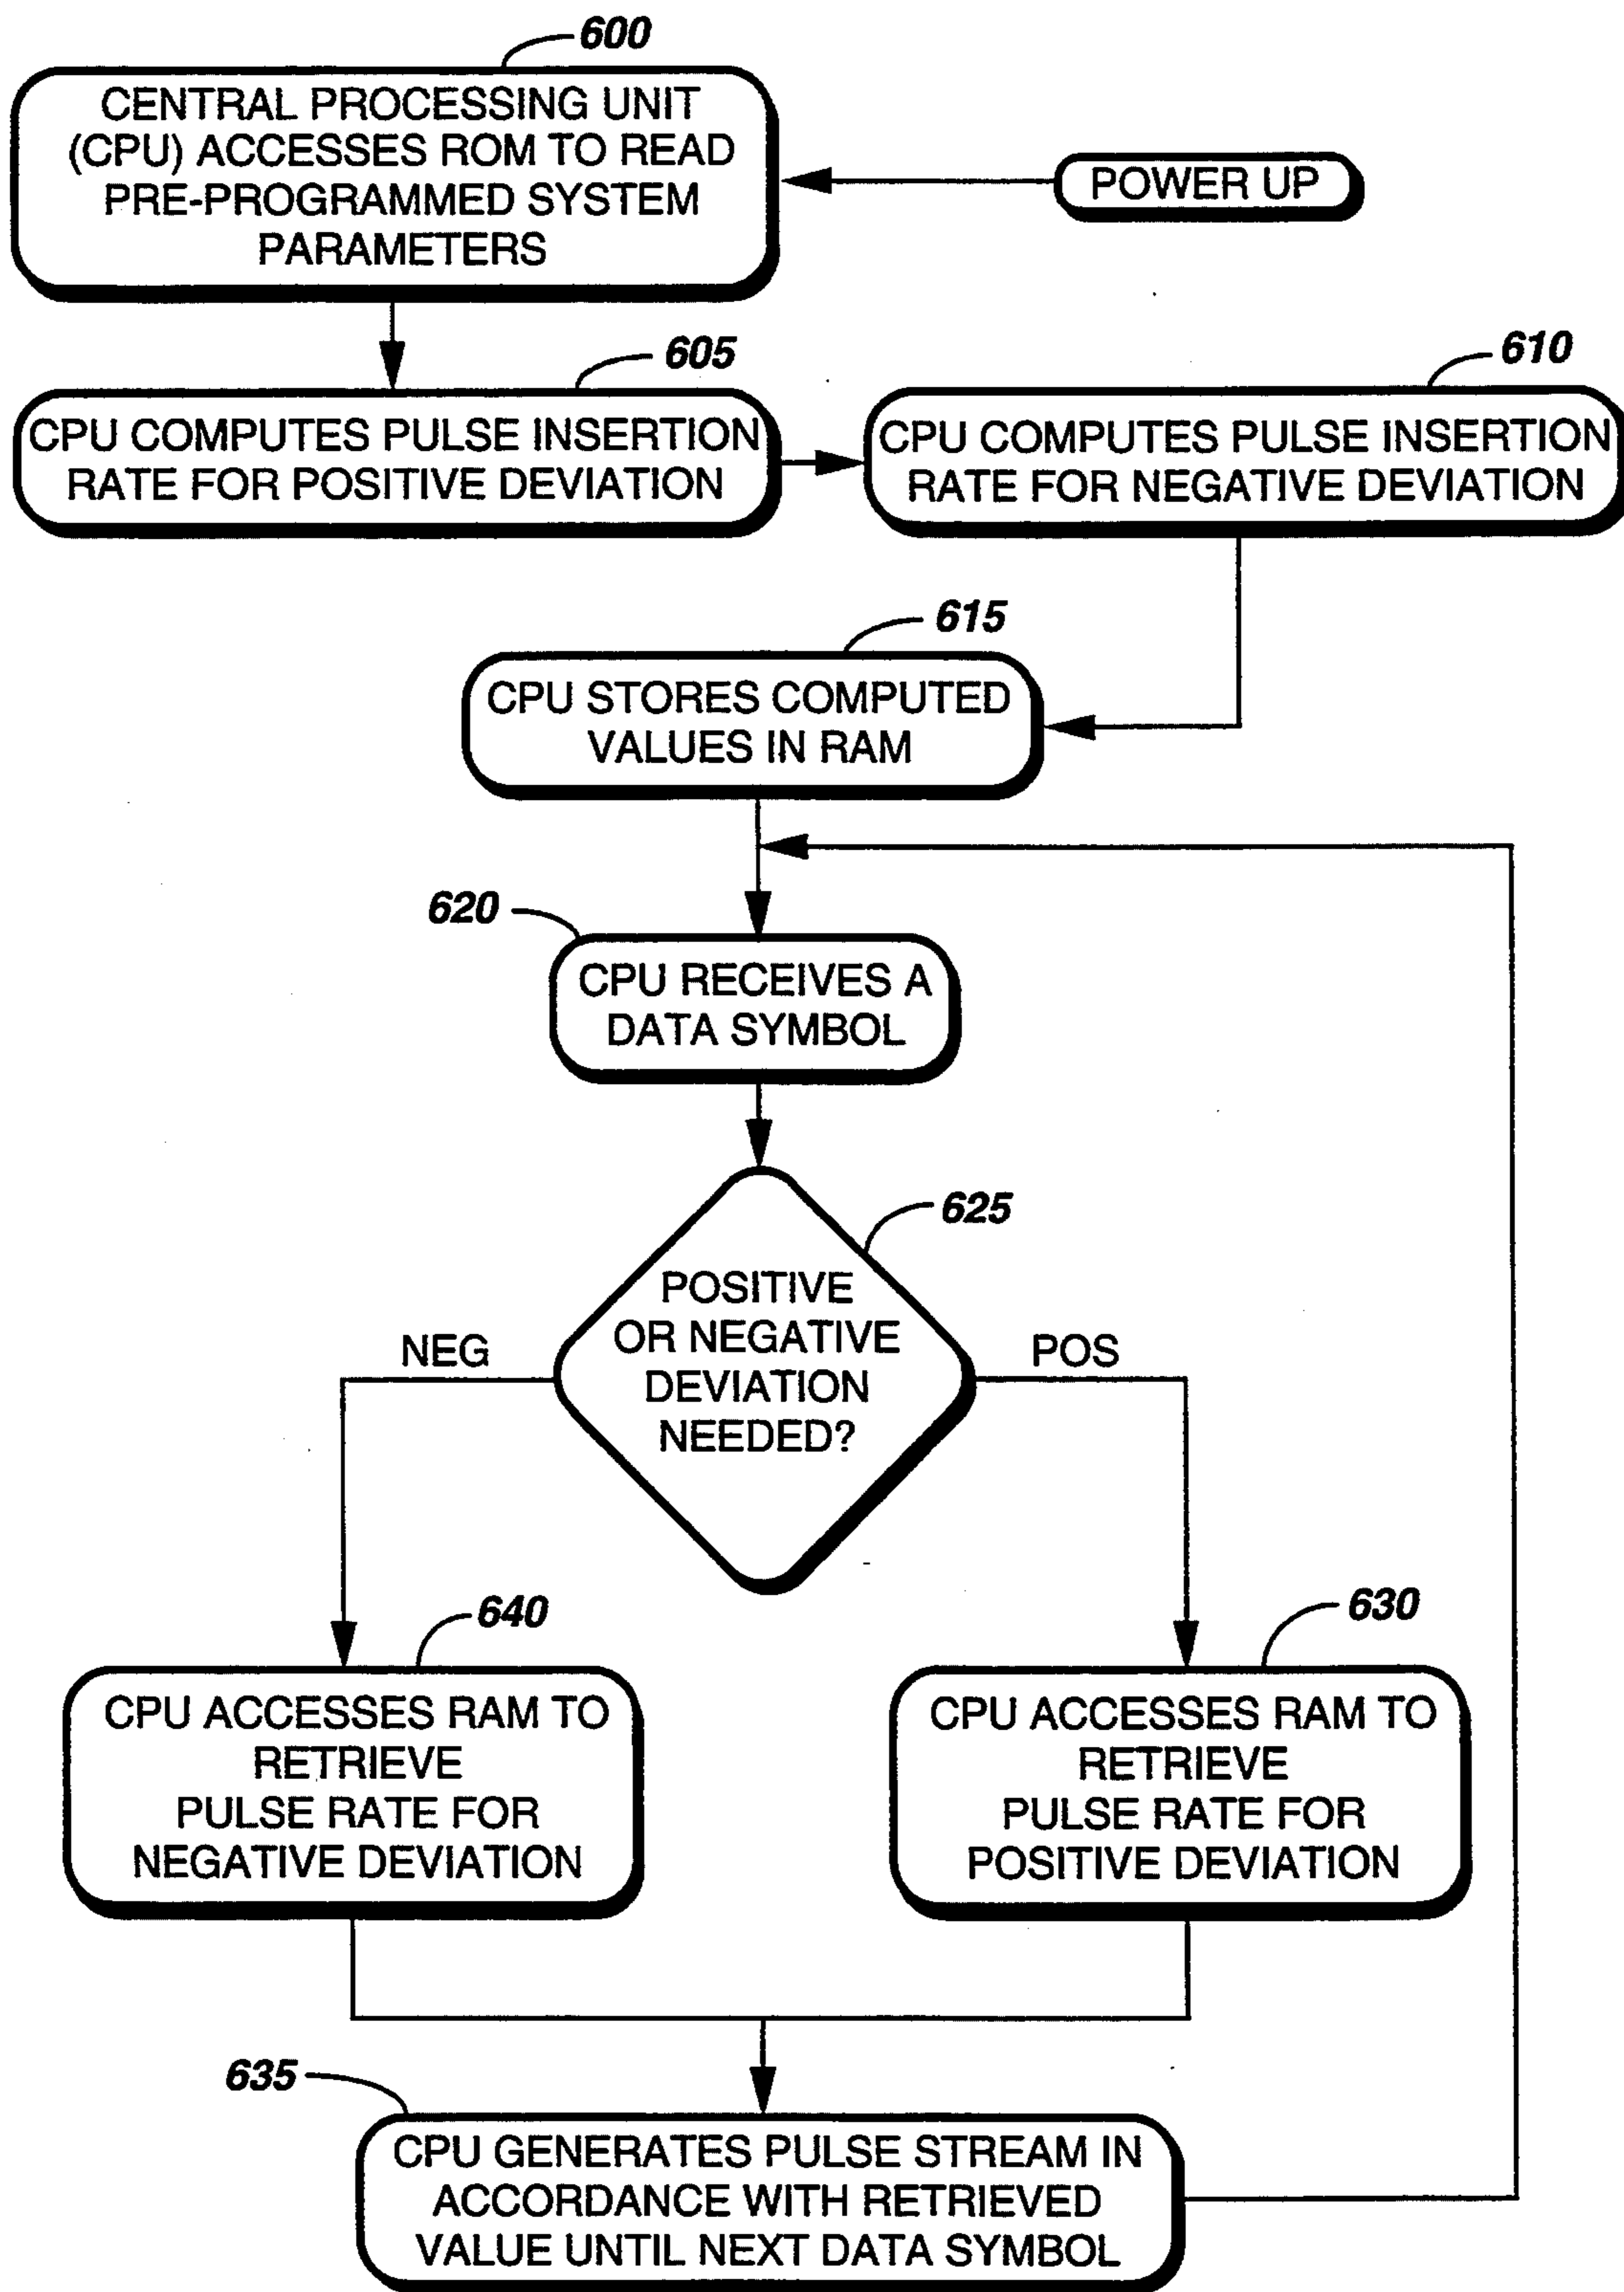 600
CENTRAL PROCESSING UNIT
(CPU) ACCESSES ROM TO READ
PRE-PROGRAMMED SYSTEM
PARAMETERS
POWER UP
605
CPU COMPUTES PULSE INSERTION
RATE FOR POSITIVE DEVIATION
610
CPU COMPUTES PULSE INSERTION
RATE FOR NEGATIVE DEVIATION
615
CPU STORES COMPUTED
VALUES IN RAM
620
CPU RECEIVES A
DATA SYMBOL
625
POSITIVE
OR NEGATIVE
DEVIATION
NEEDED?
NEG
POS
640
CPU ACCESSES RAM TO
RETRIEVE
PULSE RATE FOR
NEGATIVE DEVIATION
630
CPU ACCESSES RAM TO
RETRIEVE
PULSE RATE FOR
POSITIVE DEVIATION
635
CPU GENERATES PULSE STREAM IN
ACCORDANCE WITH RETRIEVED
VALUE UNTIL NEXT DATA SYMBOL